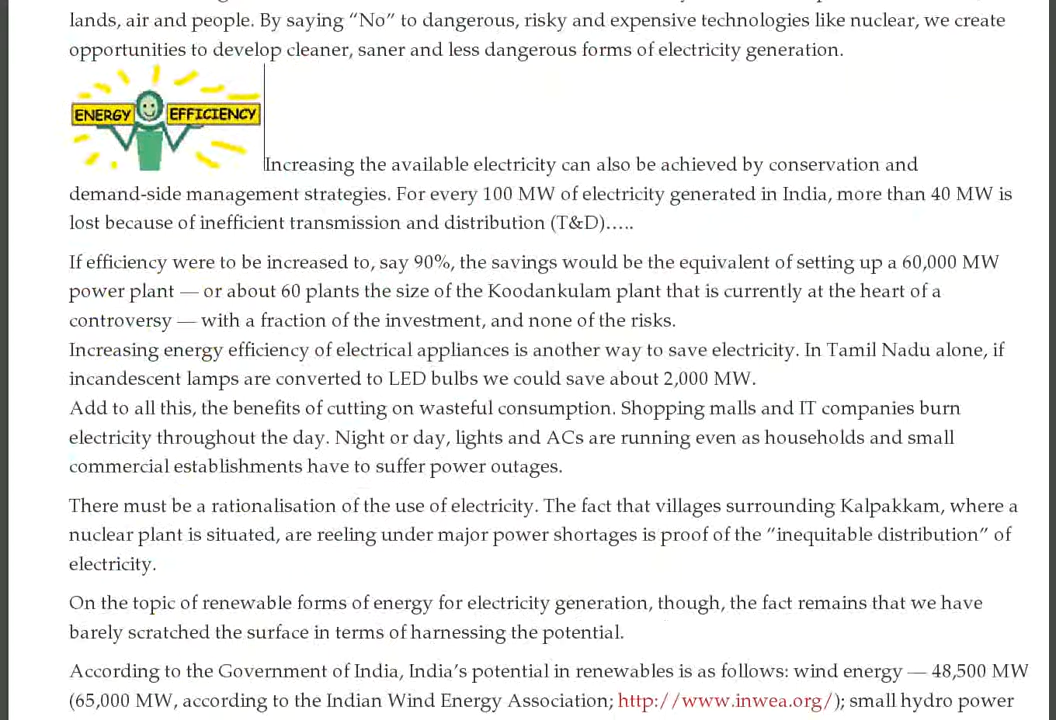 lands, air and people. By saying “No” to dangerous, risky and expensive technologies like nuclear, we create
opportunities to develop cleaner, saner and less dangerous forms of electricity generation.
ENERGY EFFICIENCY
Increasing the available electricity can also be achieved by conservation and
demand-side management strategies. For every 100 MW of electricity generated in India, more than 40 MW is
lost because of inefficient transmission and distribution (T&D)…..
If efficiency were to be increased to, say 90%, the savings would be the equivalent of setting up a 60,000 MW
power plant — or about 60 plants the size of the Koodankulam plant that is currently at the heart of a
controversy — with a fraction of the investment, and none of the risks.
Increasing energy efficiency of electrical appliances is another way to save electricity. In Tamil Nadu alone, if
incandescent lamps are converted to LED bulbs we could save about 2,000 MW.
Add to all this, the benefits of cutting on wasteful consumption. Shopping malls and IT companies burn
electricity throughout the day. Night or day, lights and ACs are running even as households and small
commercial establishments have to suffer power outages.
There must be a rationalisation of the use of electricity. The fact that villages surrounding Kalpakkam, where a
nuclear plant is situated, are reeling under major power shortages is proof of the “inequitable distribution” of
electricity.
On the topic of renewable forms of energy for electricity generation, though, the fact remains that we have
barely scratched the surface in terms of harnessing the potential.
According to the Government of India, India’s potential in renewables is as follows: wind energy — 48,500 MW
(65,000 MW, according to the Indian Wind Energy Association; http://www.inwea.org/); small hydro power